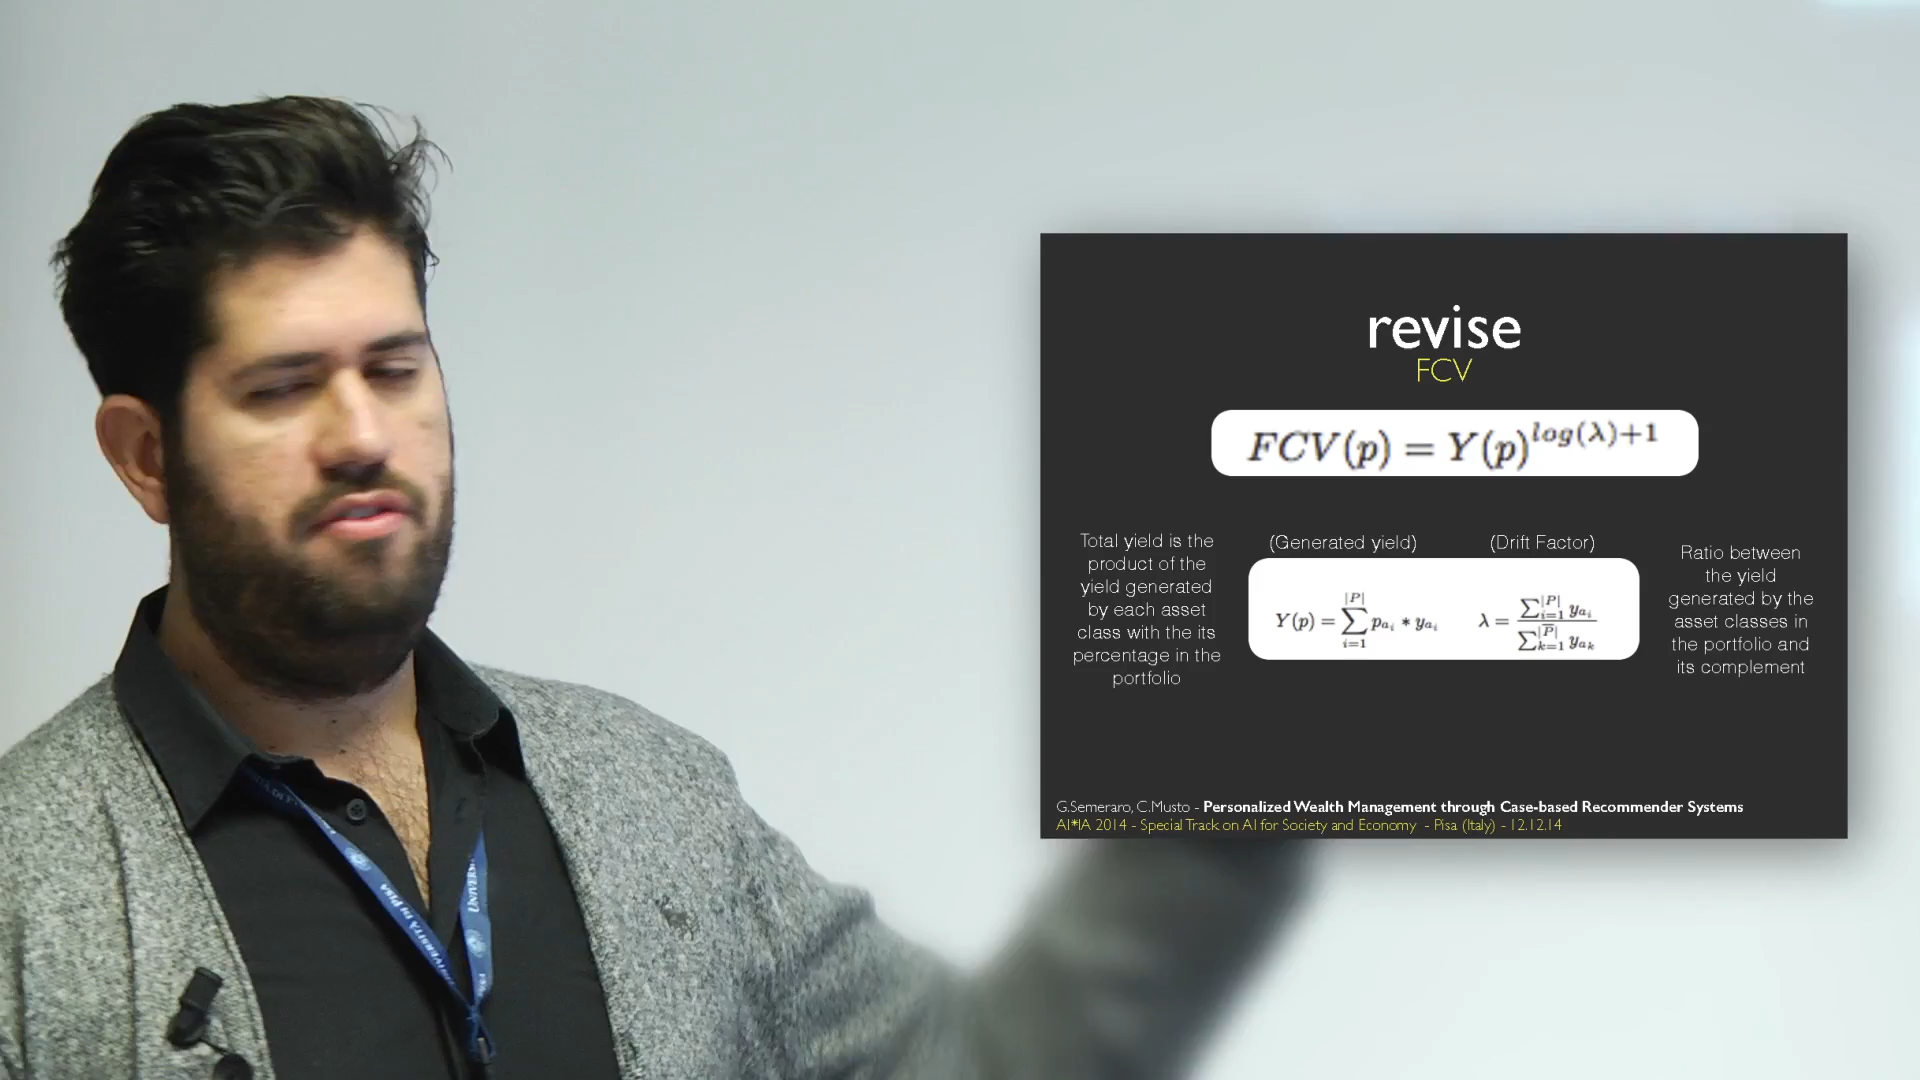 revise
FCV
FCV(p) = Y(p)^{log(λ)+1}
Total yield is the
product of the
yield generated
by each asset
class with the its
percentage in the
portfolio
(Generated yield)
Y(p) = \sum_{i=1}^{|P|} p_{a_i} * y_{a_i}
(Drift Factor)
λ = \frac{\sum_{i=1}^{|P|} y_{a_i}}{\sum_{k=1}^{|\overline{P}|} y_{a_k}}
Ratio between
the yield
generated by the
asset classes in
the portfolio and
its complement
G.Semeraro, C.Musto - Personalized Wealth Management through Case-based Recommender Systems
AI*IA 2014 - Special Track on AI for Society and Economy - Pisa (Italy) - 12.12.14
UNIVERSITÀ DI PISA